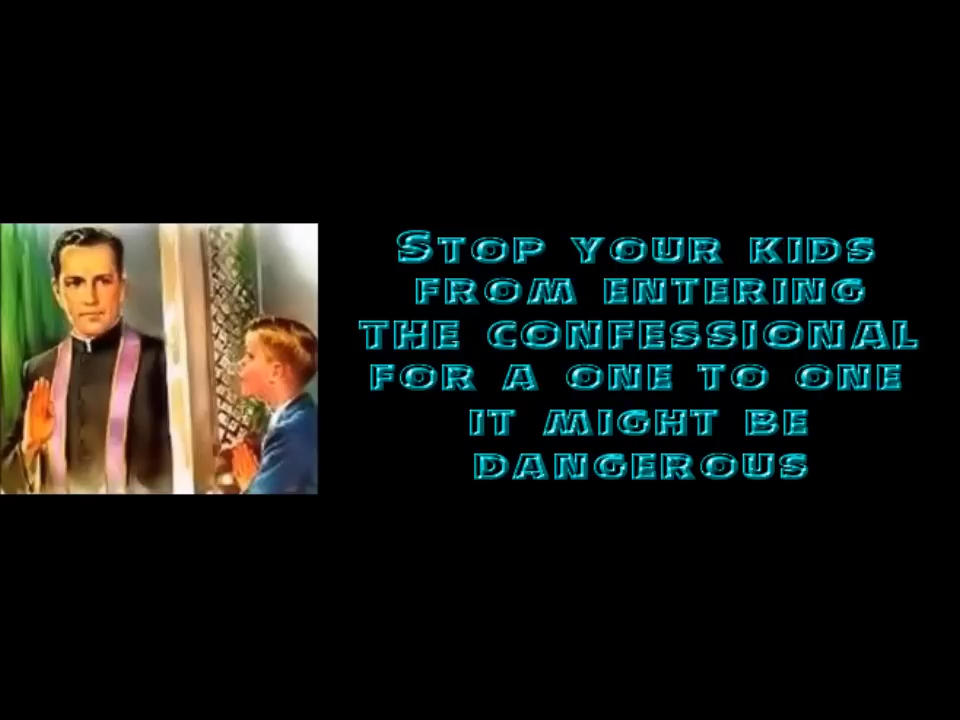 Stop your kids
from entering
the confessional
for a one to one
it might be
dangerous